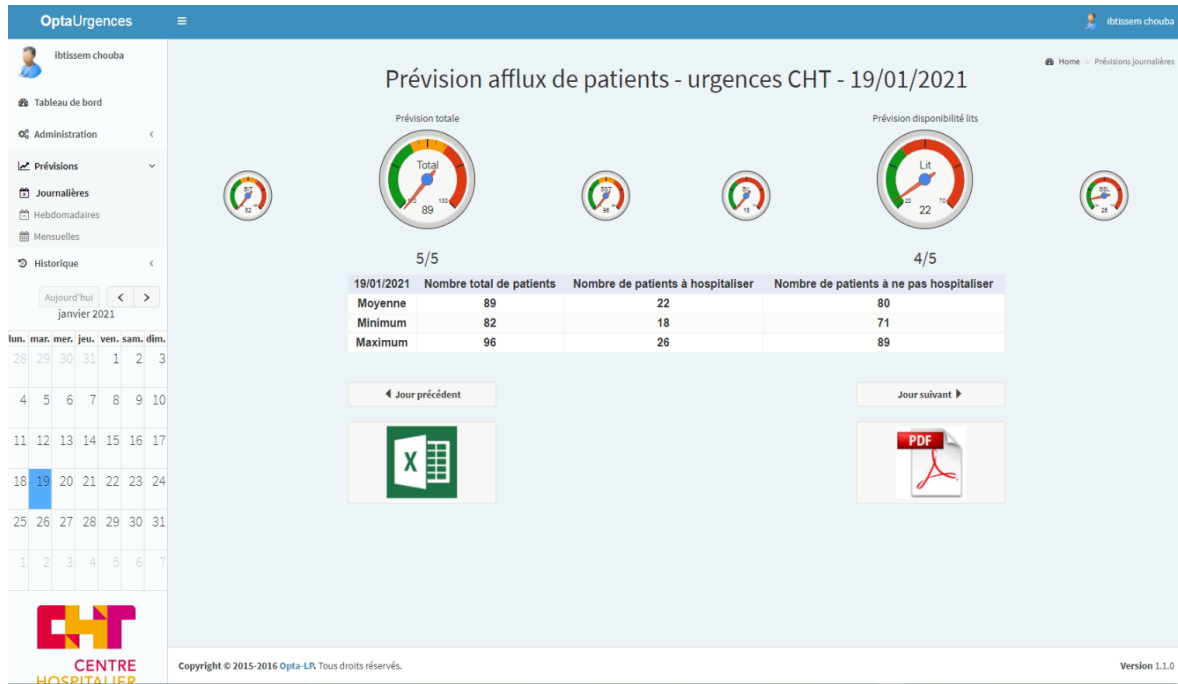 OptaUrgences
ibtissem chouba
ibtissem chouba
Tableau de bord
Administration
Prévisions
Journalières
Hebdomadaires
Mensuelles
Historique
Aujourd'hui
janvier 2021
lun. mar. mer. jeu. ven. sam. dim.
28 29 30 31 1 2 3
4 5 6 7 8 9 10
11 12 13 14 15 16 17
18 19 20 21 22 23 24
25 26 27 28 29 30 31
1 2 3 4 5 6 7
CHT
CENTRE
HOSPITALIER
Home > Prévisions journalières
Prévision afflux de patients - urgences CHT - 19/01/2021
Prévision totale
Prévision disponibilité lits
Total
89
82
96
Lit
20 70
22
18
26
5/5
4/5
19/01/2021 Nombre total de patients Nombre de patients à hospitaliser Nombre de patients à ne pas hospitaliser
Moyenne 89 22 80
Minimum 82 18 71
Maximum 96 26 89
Jour précédent
Jour suivant
X
PDF
Copyright © 2015-2016 Opta-LP. Tous droits réservés.
Version 1.1.0